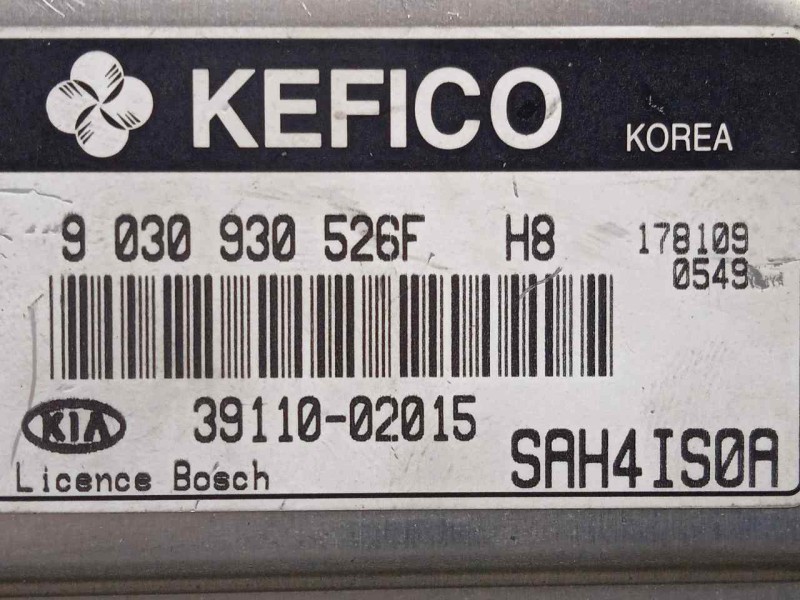 KEFICO KOREA
9 030 930 526F H8 178109
0549
KIA 39110-02015 SAH4IS0A
Licence Bosch